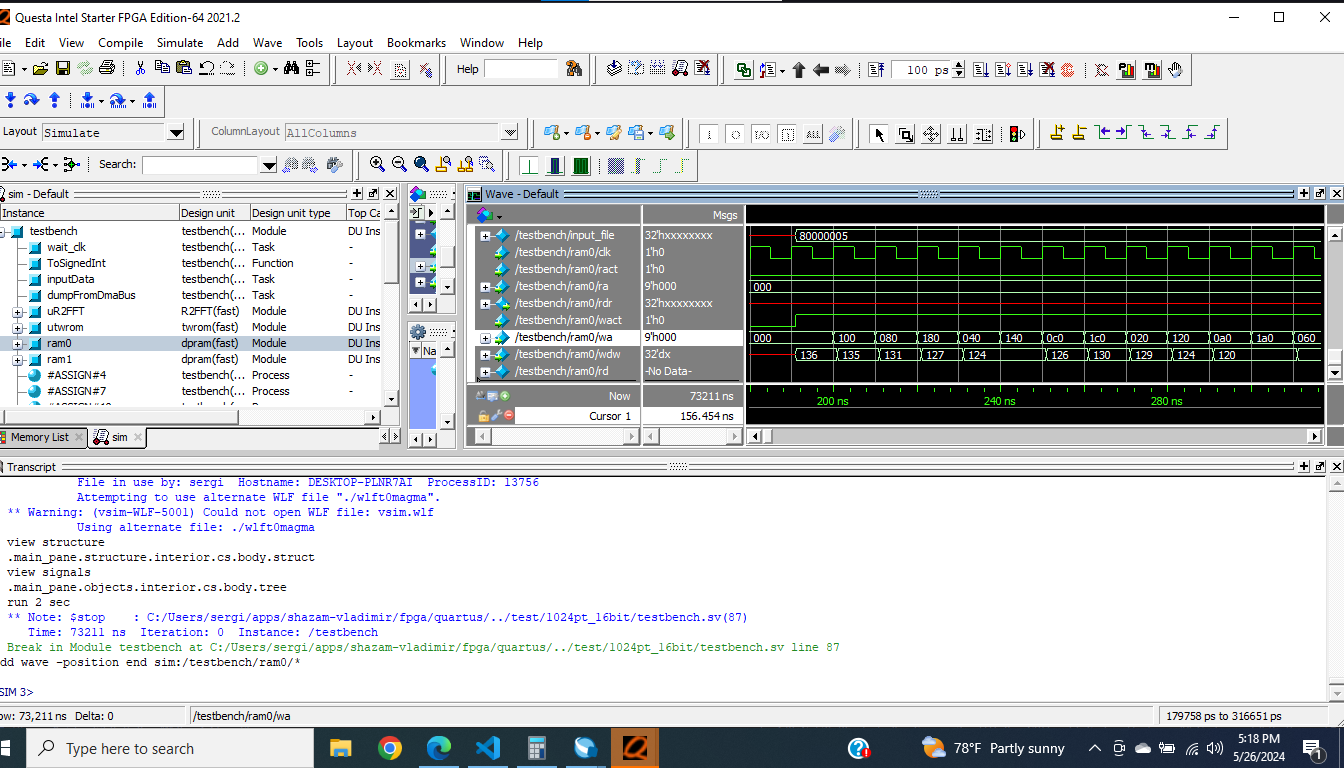 Questa Intel Starter FPGA Edition-64 2021.2
ile Edit View Compile Simulate Add Wave Tools Layout Bookmarks Window Help
Help 100 ps
Layout Simulate ColumnLayout AllColumns
Search:
sim - Default
Instance Design unit Design unit type Top Ca
testbench testbench(... Module DU Ins
wait_clk testbench(... Task -
ToSignedInt testbench(... Function -
inputData testbench(... Task -
dumpFromDmaBus testbench(... Task -
uR2FFT R2FFT(fast) Module DU Ins
utwrom twrom(fast) Module DU Ins
ram0 dpram(fast) Module DU Ins
ram1 dpram(fast) Module DU Ins
#ASSIGN#4 testbench(... Process -
#ASSIGN#7 testbench(... Process -
Memory List sim
Na
Wave - Default
Msgs
/testbench/input_file 32'hxxxxxxxx 80000005
/testbench/ram0/clk 1'h0
/testbench/ram0/ract 1'h0
/testbench/ram0/ra 9'h000 000
/testbench/ram0/rdr 32'hxxxxxxxx
/testbench/ram0/wact 1'h0
/testbench/ram0/wa 9'h000 000 100 080 180 040 140 0c0 1c0 020 120 0a0 1a0 060
/testbench/ram0/wdw 32'dx 136 135 131 127 124 126 130 129 124 120
/testbench/ram0/rd -No Data-
Now 73211 ns
Cursor 1 156.454 ns
200 ns 240 ns 280 ns
Transcript
File in use by: sergi Hostname: DESKTOP-PLNR7AI ProcessID: 13756
Attempting to use alternate WLF file "./wlft0magma".
** Warning: (vsim-WLF-5001) Could not open WLF file: vsim.wlf
Using alternate file: ./wlft0magma
view structure
.main_pane.structure.interior.cs.body.struct
view signals
.main_pane.objects.interior.cs.body.tree
run 2 sec
** Note: $stop : C:/Users/sergi/apps/shazam-vladimir/fpga/quartus/../test/1024pt_16bit/testbench.sv(87)
Time: 73211 ns Iteration: 0 Instance: /testbench
Break in Module testbench at C:/Users/sergi/apps/shazam-vladimir/fpga/quartus/../test/1024pt_16bit/testbench.sv line 87
dd wave -position end sim:/testbench/ram0/*
SIM 3>
ow: 73,211 ns Delta: 0 /testbench/ram0/wa 179758 ps to 316651 ps
Type here to search
78°F Partly sunny
5:18 PM
5/26/2024
1